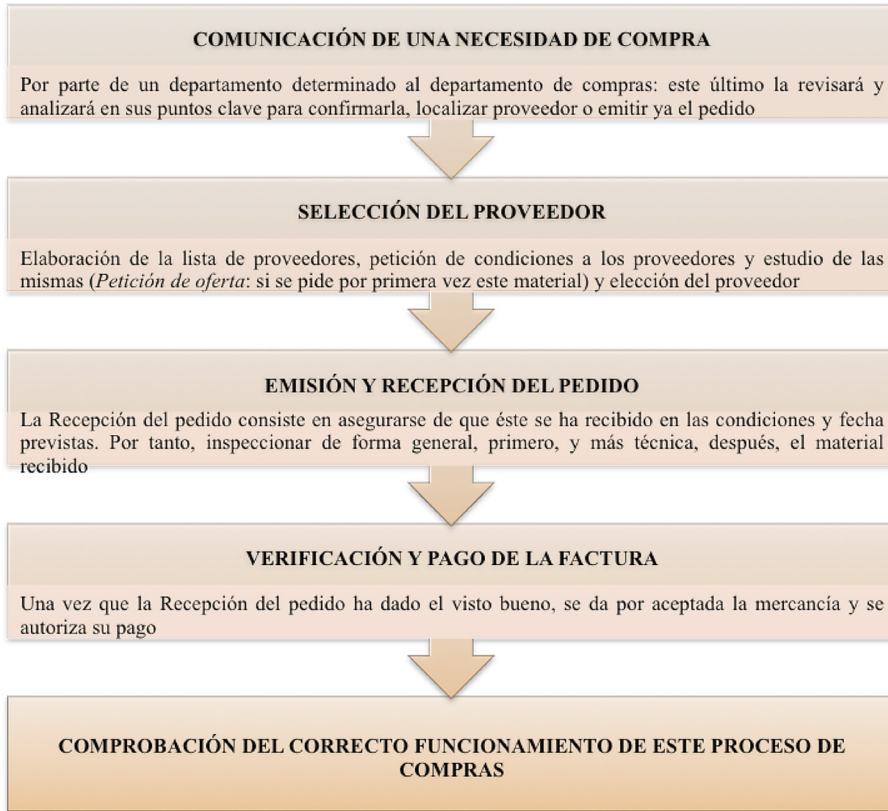 COMUNICACIÓN DE UNA NECESIDAD DE COMPRA
Por parte de un departamento determinado al departamento de compras: este último la revisará y
analizará en sus puntos clave para confirmarla, localizar proveedor o emitir ya el pedido
SELECCIÓN DEL PROVEEDOR
Elaboración de la lista de proveedores, petición de condiciones a los proveedores y estudio de las
mismas (Petición de oferta: si se pide por primera vez este material) y elección del proveedor
EMISIÓN Y RECEPCIÓN DEL PEDIDO
La Recepción del pedido consiste en asegurarse de que éste se ha recibido en las condiciones y fecha
previstas. Por tanto, inspeccionar de forma general, primero, y más técnica, después, el material
recibido
VERIFICACIÓN Y PAGO DE LA FACTURA
Una vez que la Recepción del pedido ha dado el visto bueno, se da por aceptada la mercancía y se
autoriza su pago
COMPROBACIÓN DEL CORRECTO FUNCIONAMIENTO DE ESTE PROCESO DE
COMPRAS